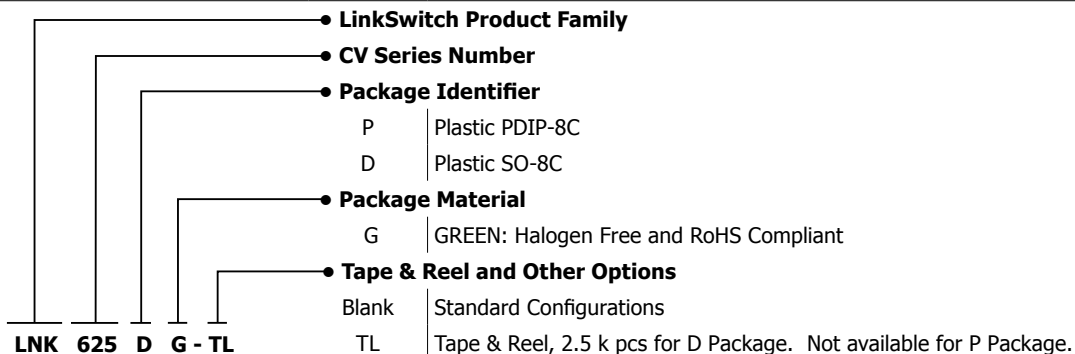 LinkSwitch Product Family
CV Series Number
Package Identifier
P Plastic PDIP-8C
D Plastic SO-8C
Package Material
G GREEN: Halogen Free and RoHS Compliant
Tape & Reel and Other Options
Blank Standard Configurations
LNK 625 D G - TL TL Tape & Reel, 2.5 k pcs for D Package. Not available for P Package.